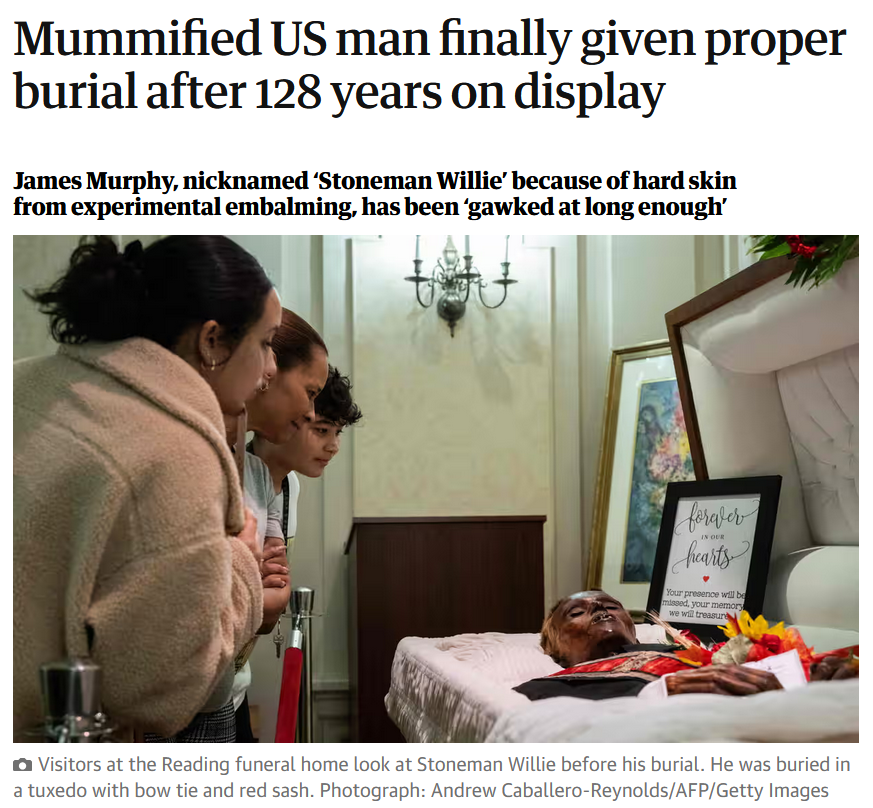 Mummified US man finally given proper
burial after 128 years on display
James Murphy, nicknamed ‘Stoneman Willie’ because of hard skin
from experimental embalming, has been ‘gawked at long enough’
forever
IN OUR
hearts
Your presence will be
missed, your memory
we will treasure
Visitors at the Reading funeral home look at Stoneman Willie before his burial. He was buried in
a tuxedo with bow tie and red sash. Photograph: Andrew Caballero-Reynolds/AFP/Getty Images